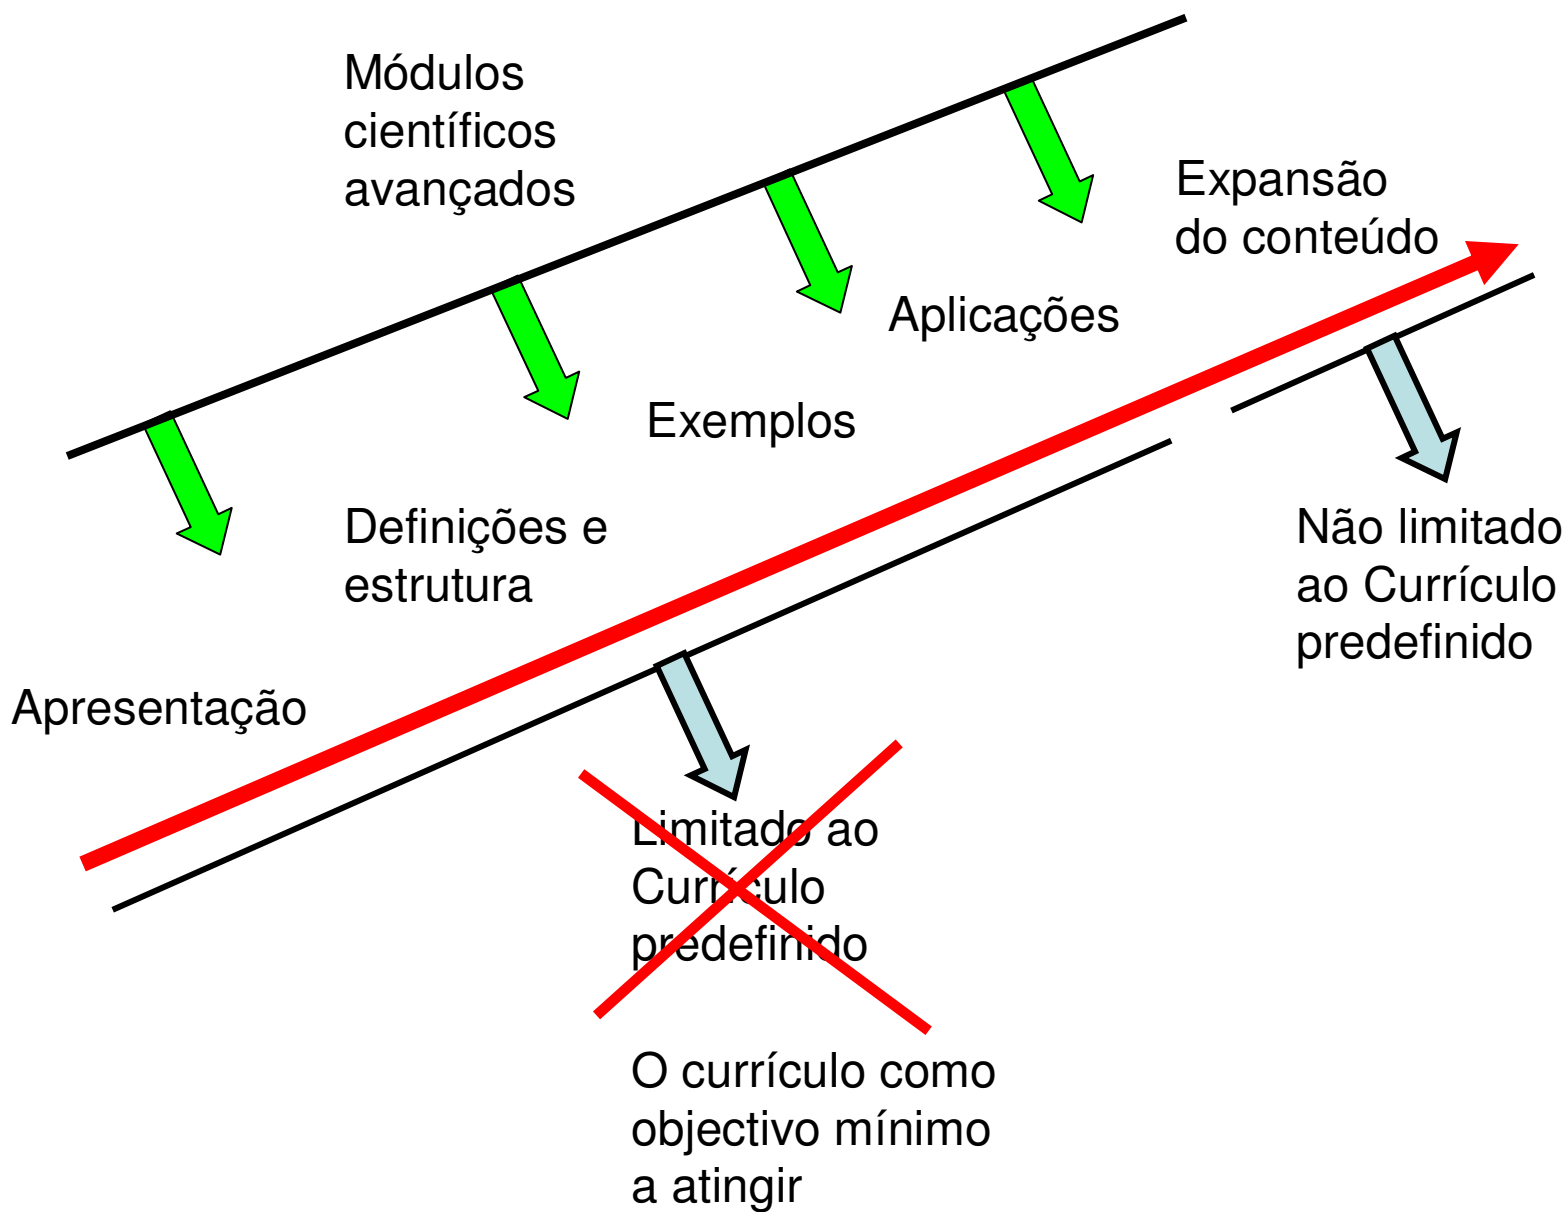 Módulos
científicos
avançados
Expansão
do conteúdo
Aplicações
Exemplos
Definições e
estrutura
Não limitado
ao Currículo
predefinido
Apresentação
Limitado ao
Currículo
predefinido
O currículo como
objectivo mínimo
a atingir